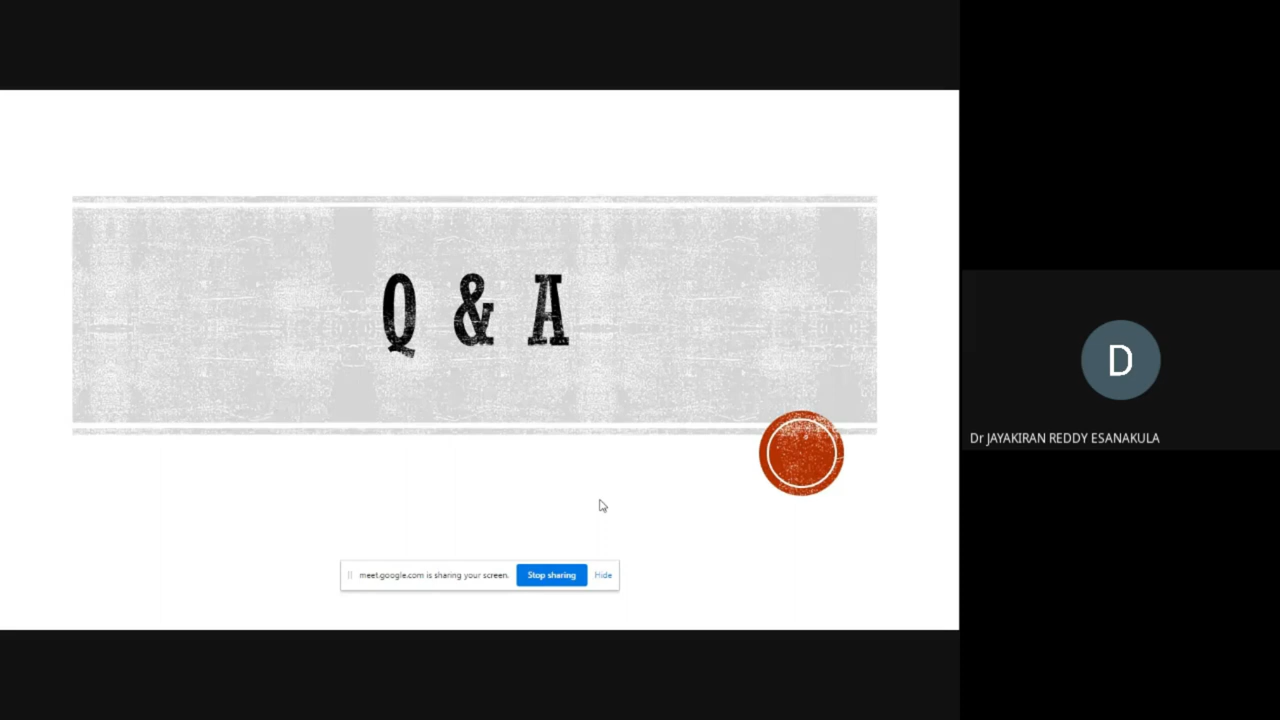 Q & A
D
Dr JAYAKIRAN REDDY ESANAKULA
meet.google.com is sharing your screen. Stop sharing Hide